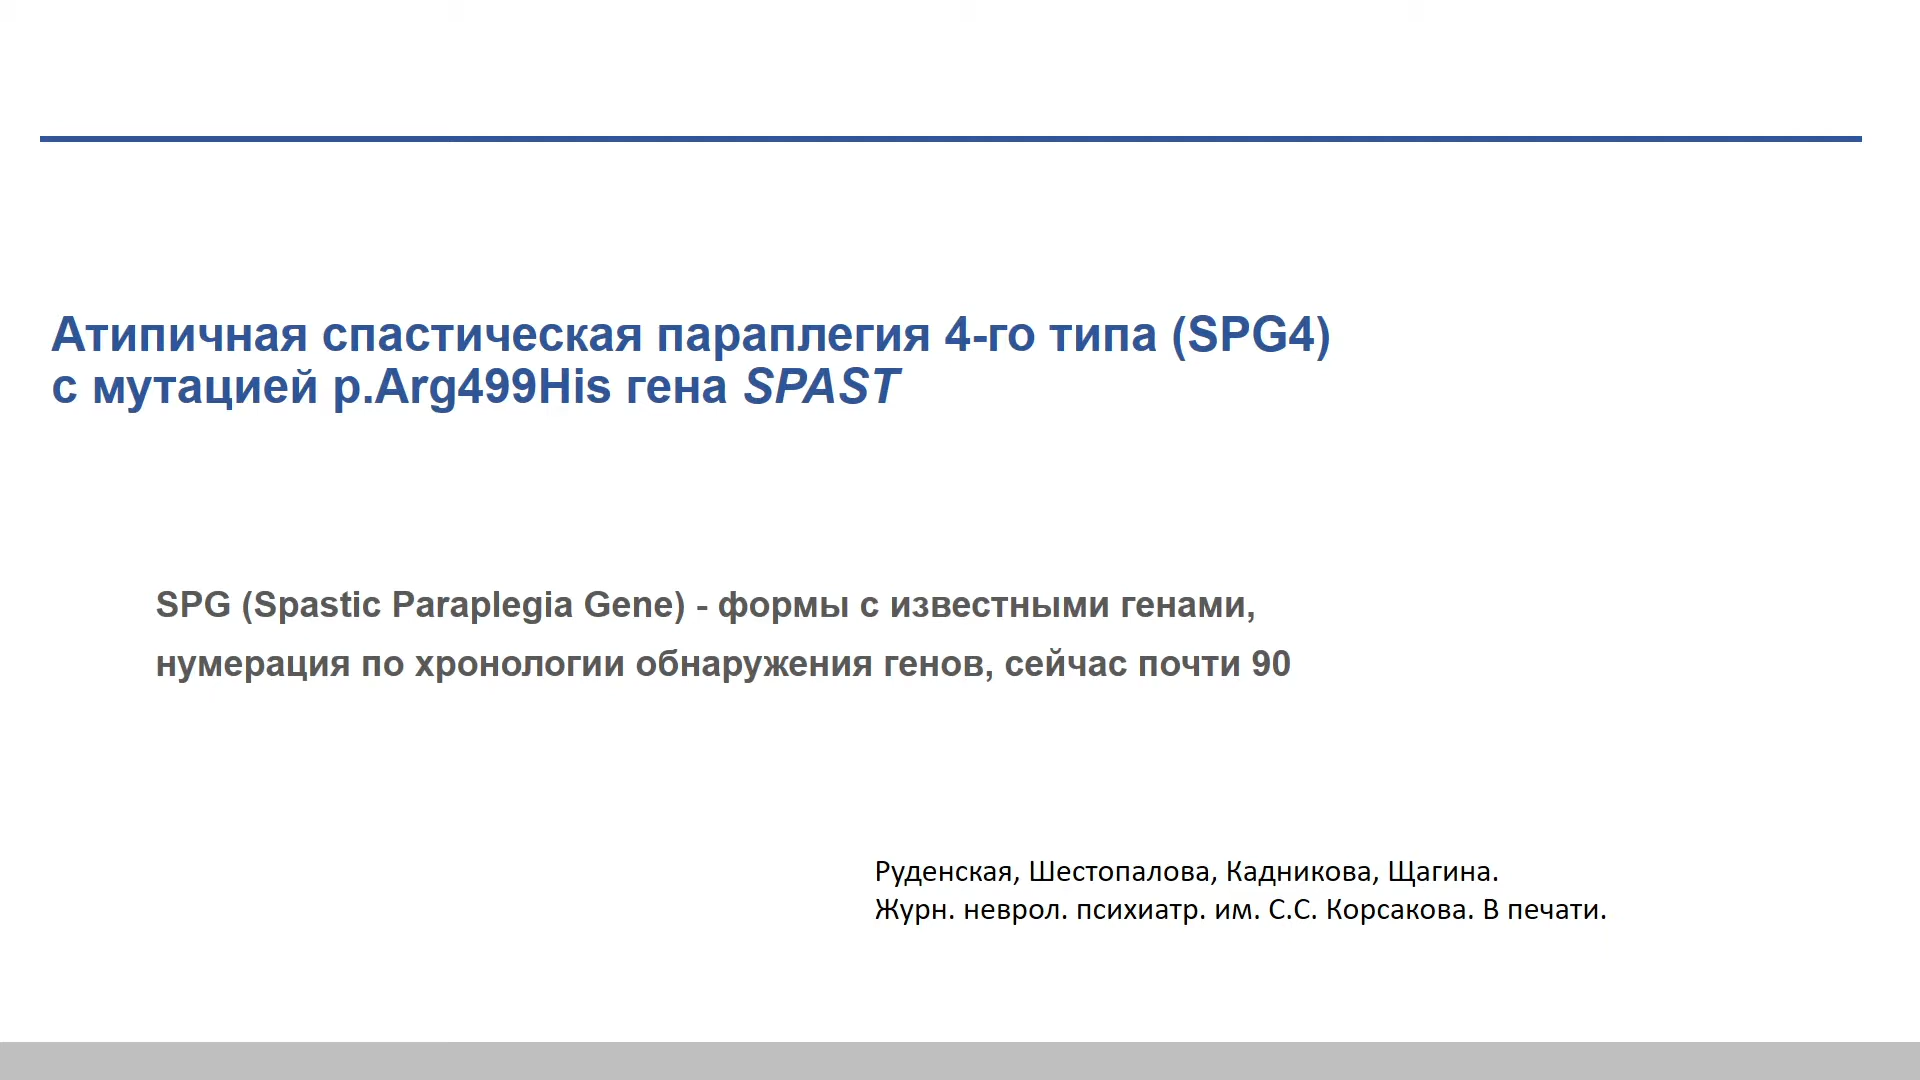 Атипичная спастическая параплегия 4-го типа (SPG4)
с мутацией p.Arg499His гена SPAST
SPG (Spastic Paraplegia Gene) - формы с известными генами,
нумерация по хронологии обнаружения генов, сейчас почти 90
Руденская, Шестопалова, Кадникова, Щагина.
Журн. неврол. психиатр. им. С.С. Корсакова. В печати.